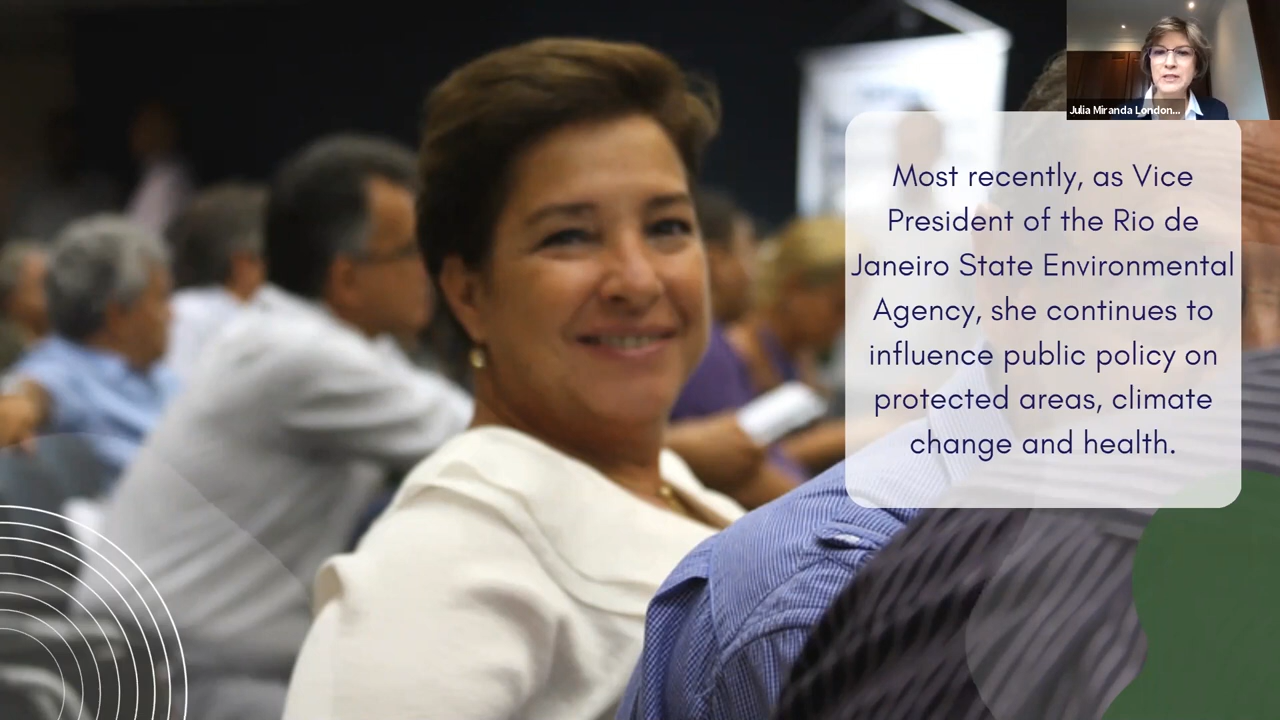 Julia Miranda London...
Most recently, as Vice
President of the Rio de
Janeiro State Environmental
Agency, she continues to
influence public policy on
protected areas, climate
change and health.